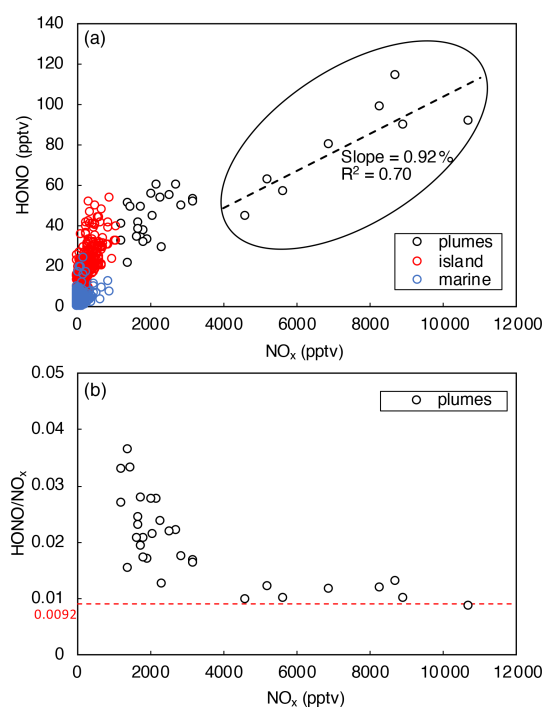 (a)
140
120
100
80
60
40
20
0
HONO (pptv)
Slope = 0.92%
R² = 0.70
plumes
island
marine
0 2000 4000 6000 8000 10000 12000
NOₓ (pptv)
(b)
0.05
0.04
0.03
0.02
0.01
0.0092
0
HONO/NOₓ
plumes
0 2000 4000 6000 8000 10000 12000
NOₓ (pptv)